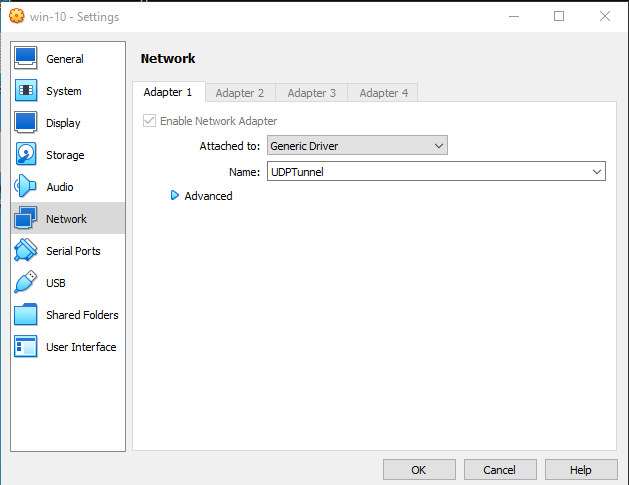 win-10 - Settings
General
System
Display
Storage
Audio
Network
Serial Ports
USB
Shared Folders
User Interface
Network
Adapter 1 Adapter 2 Adapter 3 Adapter 4
Enable Network Adapter
Attached to: Generic Driver
Name: UDPTunnel
Advanced
OK Cancel Help